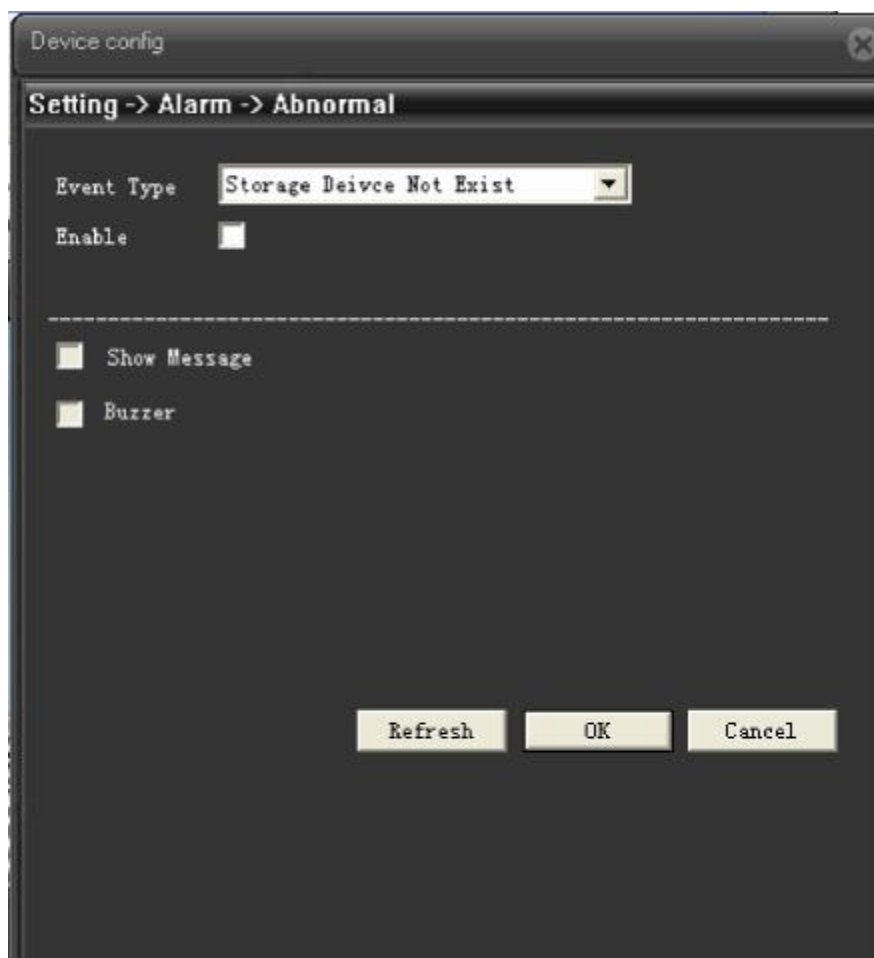 Device config
Setting -> Alarm -> Abnormal
Event Type Storage Deivce Not Exist
Enable
Show Message
Buzzer
Refresh OK Cancel